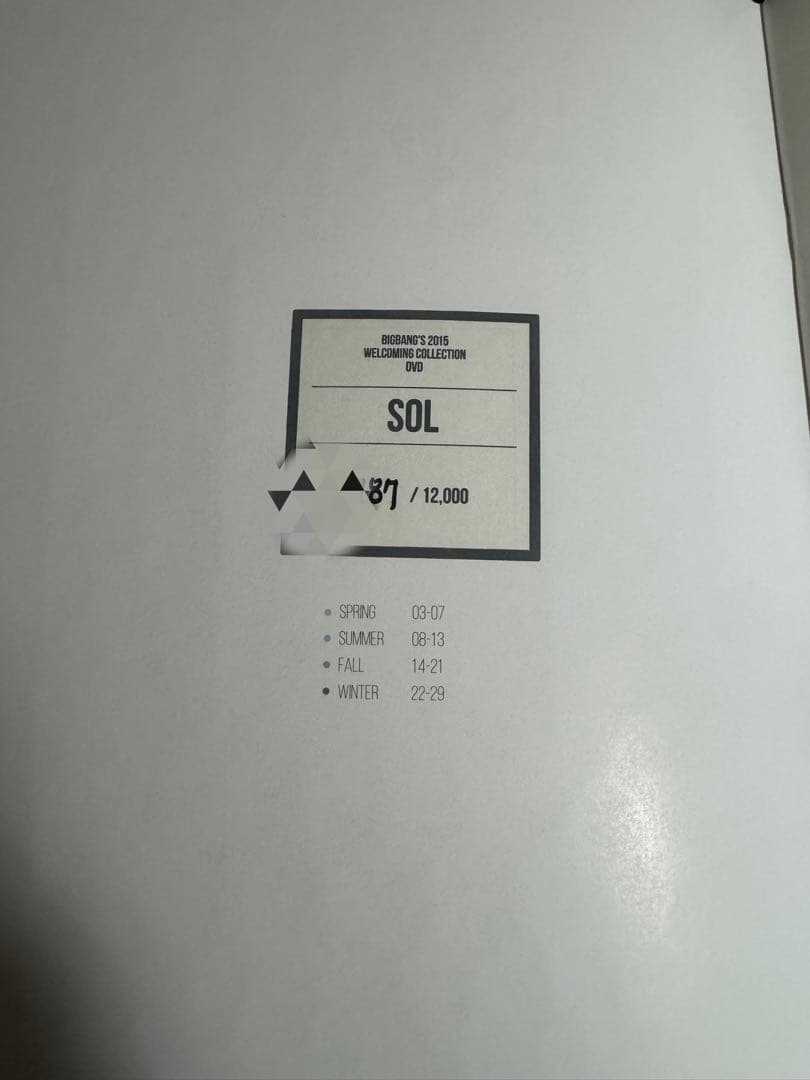 BIGBANG'S 2015
WELCOMING COLLECTION
DVD
SOL
87 / 12,000
SPRING 03-07
SUMMER 08-13
FALL 14-21
WINTER 22-29